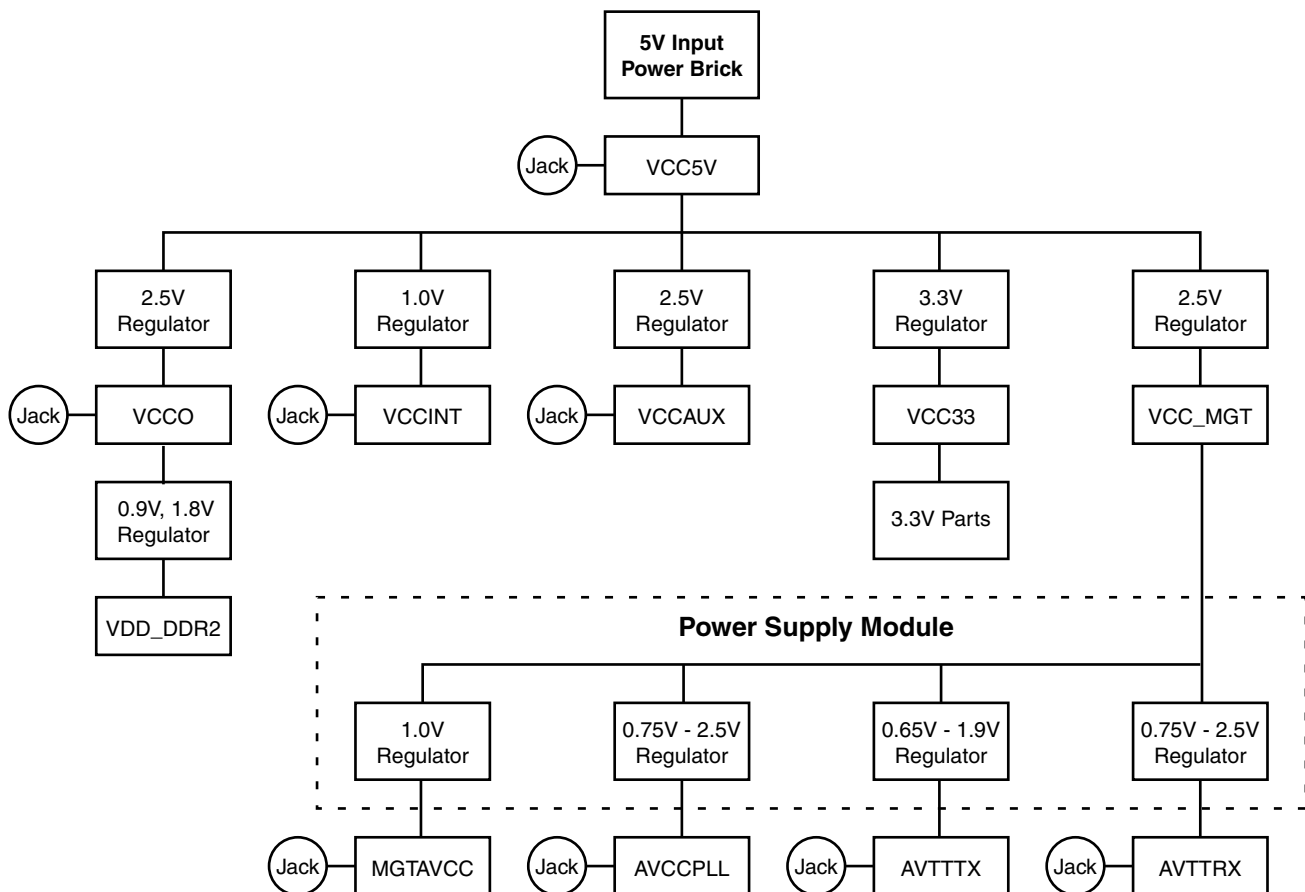 5V Input
Power Brick
Jack
VCC5V
2.5V
Regulator
1.0V
Regulator
2.5V
Regulator
3.3V
Regulator
2.5V
Regulator
Jack
VCCO
Jack
VCCINT
Jack
VCCAUX
VCC33
VCC_MGT
0.9V, 1.8V
Regulator
3.3V Parts
VDD_DDR2
Power Supply Module
1.0V
Regulator
0.75V - 2.5V
Regulator
0.65V - 1.9V
Regulator
0.75V - 2.5V
Regulator
Jack
MGTAVCC
Jack
AVCCPLL
Jack
AVTTTX
Jack
AVTTRX